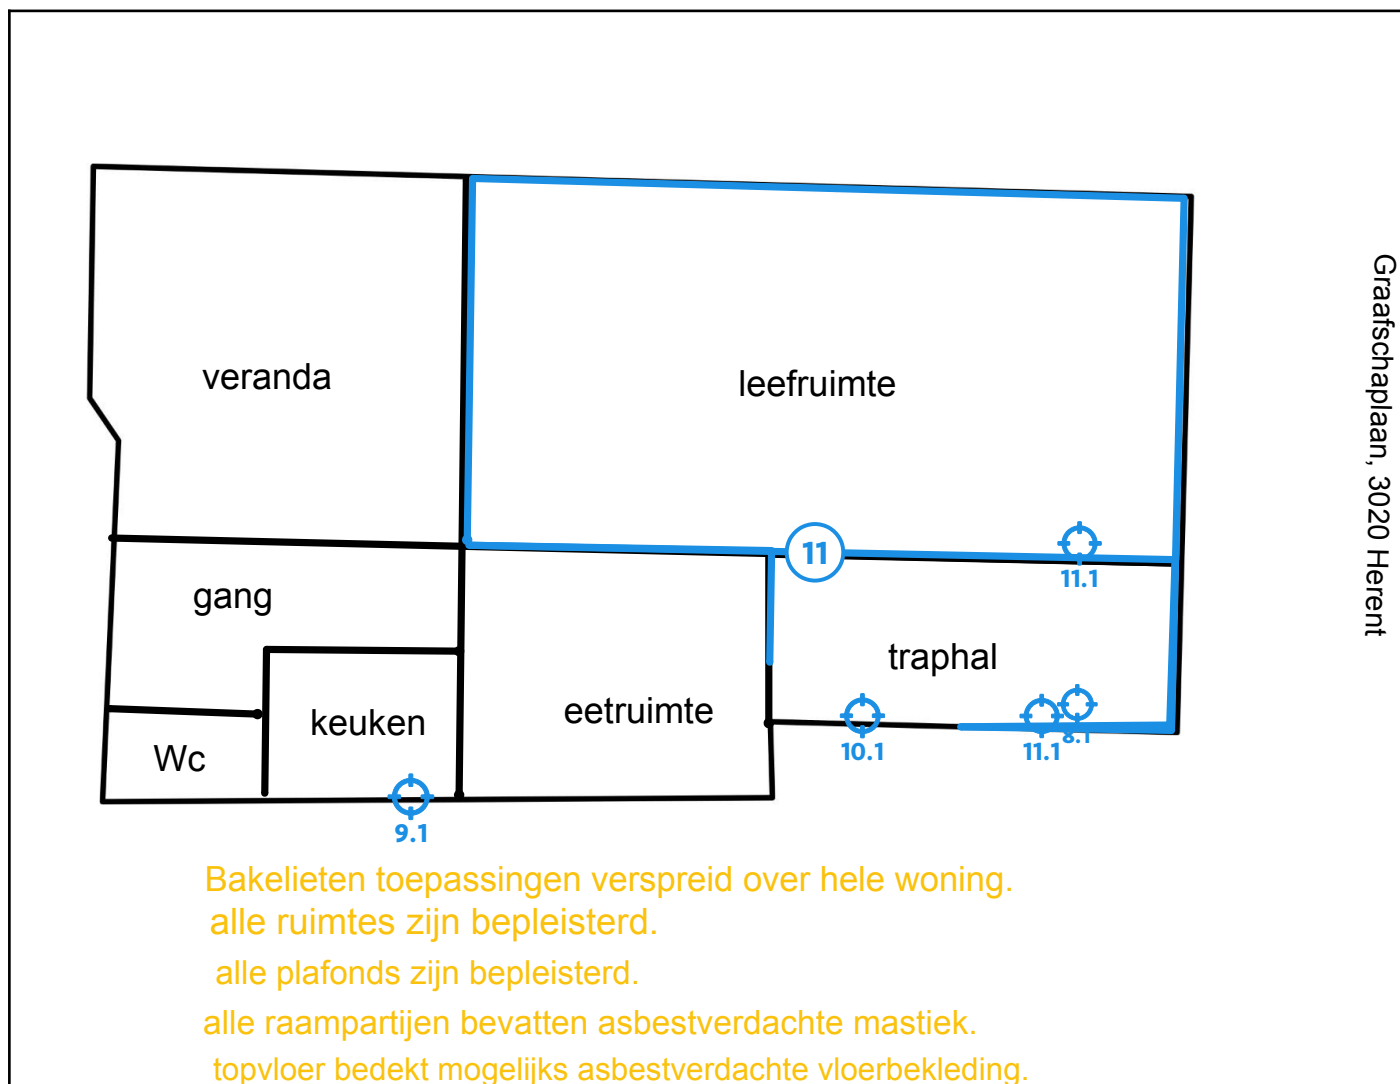 veranda
leefruimte
Graafschaplaan, 3020 Herent
11
11.1
gang
traphal
keuken
eetruimte
Wc
10.1
11.1
8.1
9.1
Bakelieten toepassingen verspreid over hele woning.
alle ruimtes zijn bepleisterd.
alle plafonds zijn bepleisterd.
alle raampartijen bevatten asbestverdachte mastiek.
topvloer bedekt mogelijks asbestverdachte vloerbekleding.